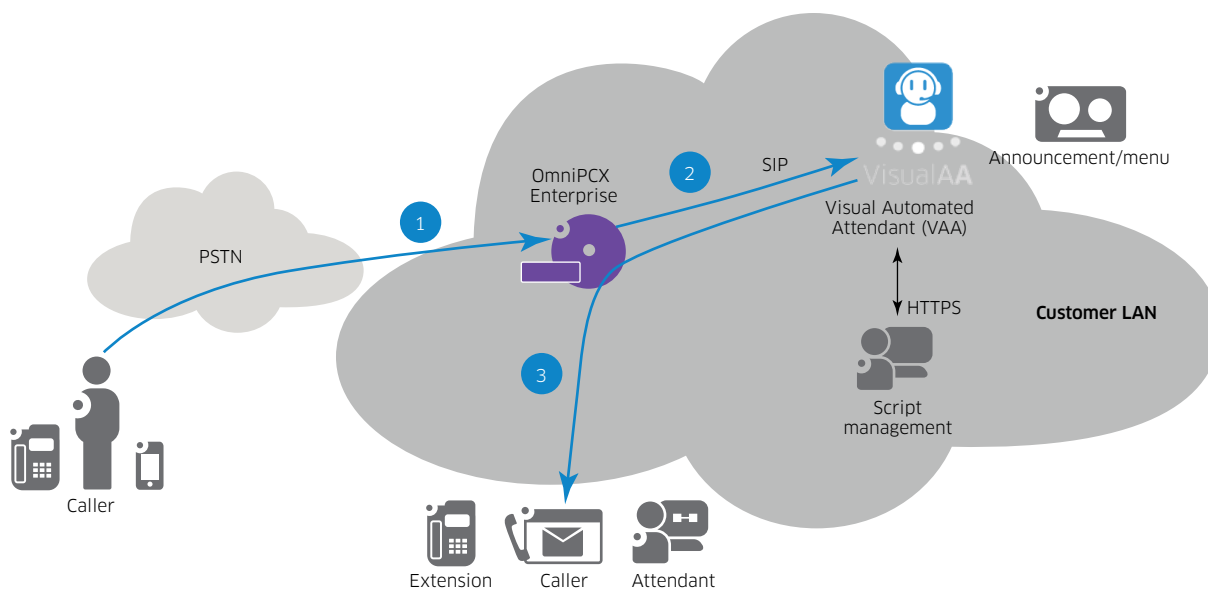 OmniPCX
Enterprise
2
SIP
VisualAA
Announcement/menu
Visual Automated
Attendant (VAA)
1
PSTN
HTTPS
Customer LAN
3
Script
management
Caller
Extension
Caller
Attendant